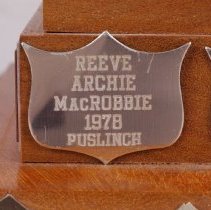 REEVE
ARCHIE
MACROBBIE
1978
PUSLINCH